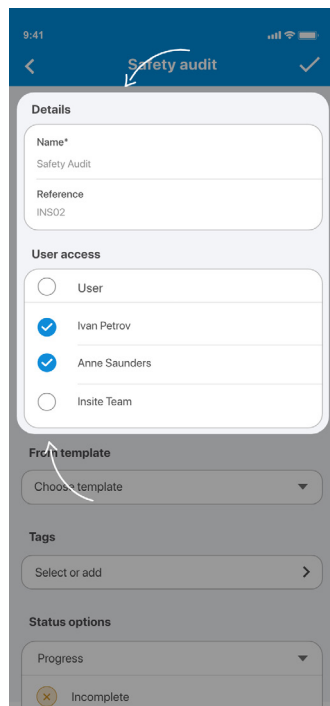 9:41
Safety audit
Details
Name*
Safety Audit
Reference
INS02
User access
User
Ivan Petrov
Anne Saunders
Insite Team
From template
Choose template
Tags
Select or add
Status options
Progress
Incomplete